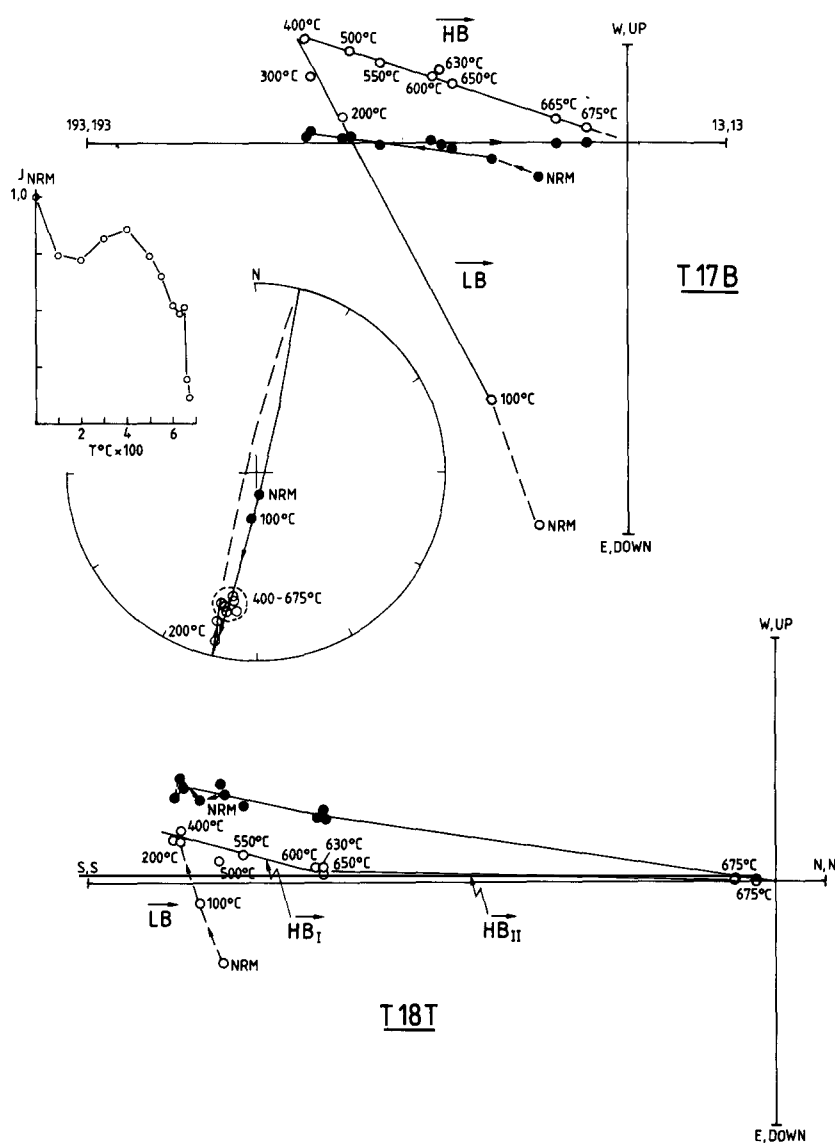 400°C
HB
W,UP
500°C
630°C
300°C
550°C
600°C
650°C
665°C
675°C
200°C
193,193
13,13
NRM
J NRM
1,0
N
LB
T17B
100°C
2 4 6
T°C×100
NRM
NRM
100°C
E,DOWN
400-675°C
200°C
W,UP
NRM
400°C
550°C
630°C
600°C
200°C
650°C
675°C
S,S
500°C
N,N
675°C
LB
100°C
HB I
HB II
NRM
T18T
E,DOWN